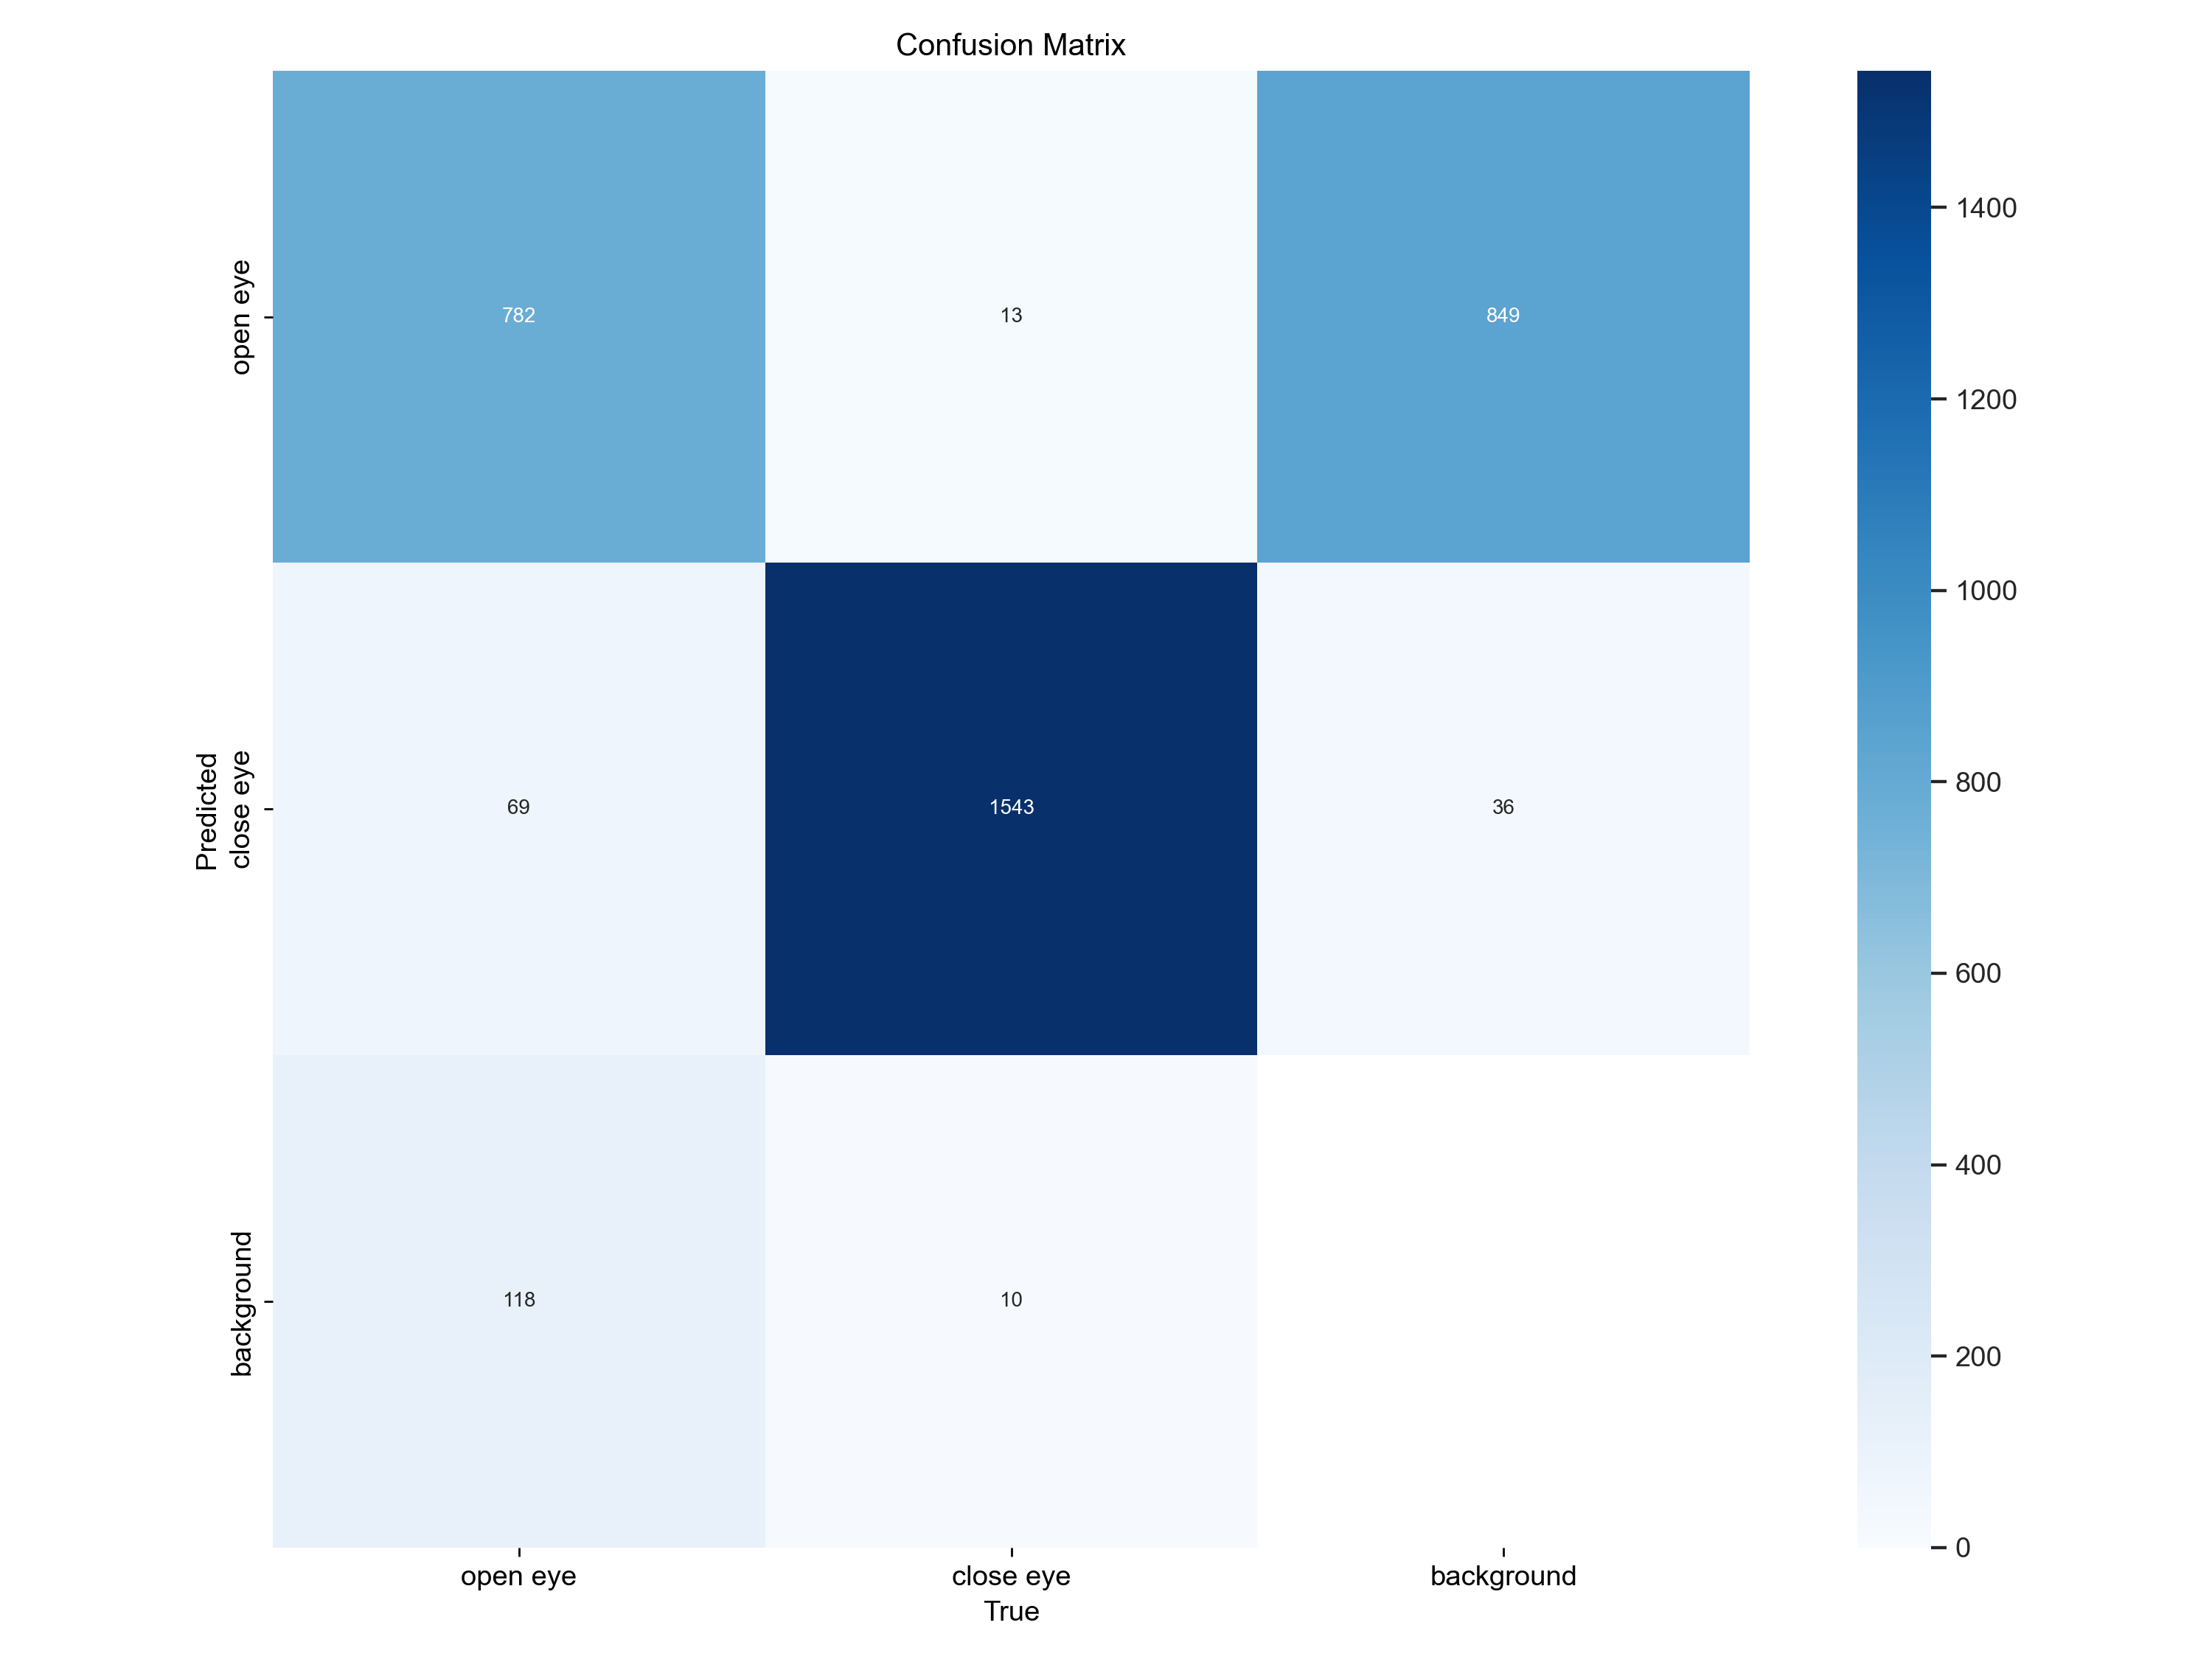 Confusion Matrix
open eye
782
13
849
1400
1200
1000
800
600
400
200
0
Predicted
close eye
69
1543
36
background
118
10
open eye
close eye
background
True